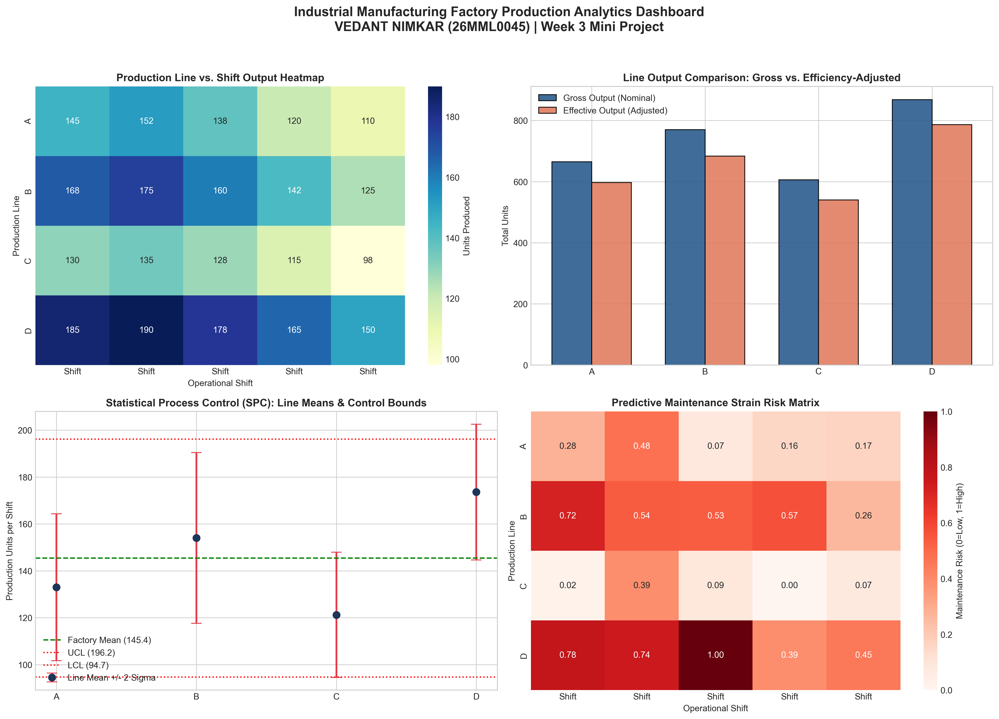 Industrial Manufacturing Factory Production Analytics Dashboard
VEDANT NIMKAR (26MML0045) | Week 3 Mini Project
Production Line vs. Shift Output Heatmap
Production Line
A
145 152 138 120 110
B
168 175 160 142 125
C
130 135 128 115 98
D
185 190 178 165 150
Shift Shift Shift Shift Shift
Operational Shift
180
160
140
120
100
Units Produced
Line Output Comparison: Gross vs. Efficiency-Adjusted
Gross Output (Nominal)
Effective Output (Adjusted)
Total Units
800
600
400
200
0
A B C D
Statistical Process Control (SPC): Line Means & Control Bounds
Production Units per Shift
200
180
160
140
120
100
Factory Mean (145.4)
UCL (196.2)
LCL (94.7)
Line Mean +/- 2 Sigma
A B C D
Predictive Maintenance Strain Risk Matrix
Production Line
A
0.28 0.48 0.07 0.16 0.17
B
0.72 0.54 0.53 0.57 0.26
C
0.02 0.39 0.09 0.00 0.07
D
0.78 0.74 1.00 0.39 0.45
Shift Shift Shift Shift Shift
Operational Shift
1.0
0.8
0.6
0.4
0.2
0.0
Maintenance Risk (0=Low, 1=High)